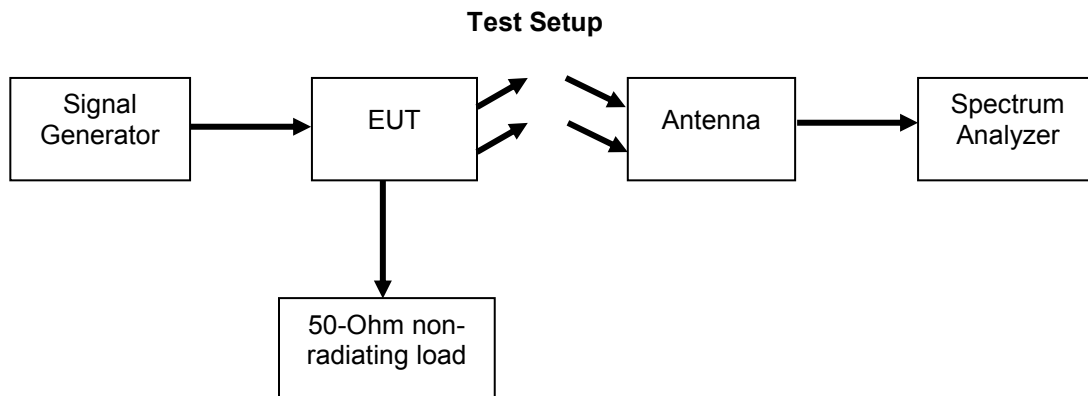 Test Setup
Signal
Generator
EUT
Antenna
Spectrum
Analyzer
50-Ohm non-
radiating load